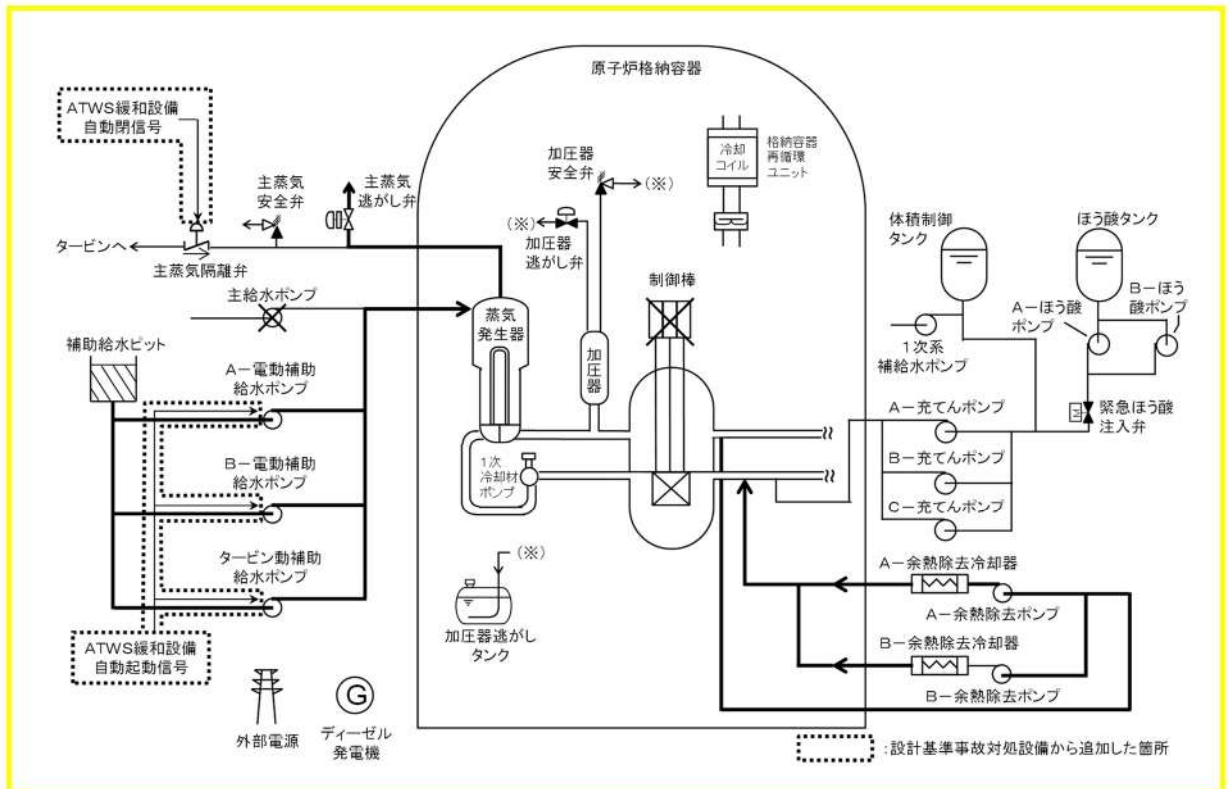 原子炉格納容器
ATWS緩和設備
自動閉信号
主蒸気
安全弁
主蒸気
逃がし弁
タービンへ
主蒸気隔離弁
加圧器
安全弁
(※)
(※)
加圧器
逃がし弁
冷却
コイル
格納容器
再循環
ユニット
制御棒
体積制御
タンク
ほう酸タンク
A-ほう酸
ポンプ
B-ほう
酸ポンプ
1次系
補給水ポンプ
緊急ほう酸
注入弁
主給水ポンプ
蒸気
発生器
加圧器
補助給水ピット
A-電動補助
給水ポンプ
B-電動補助
給水ポンプ
タービン動補助
給水ポンプ
ATWS緩和設備
自動起動信号
1次
冷却材
ポンプ
A-充てんポンプ
B-充てんポンプ
C-充てんポンプ
(※)
加圧器逃がし
タンク
A-余熱除去冷却器
A-余熱除去ポンプ
B-余熱除去冷却器
B-余熱除去ポンプ
外部電源
G
ディーゼル
発電機
M
:設計基準事故対処設備から追加した箇所